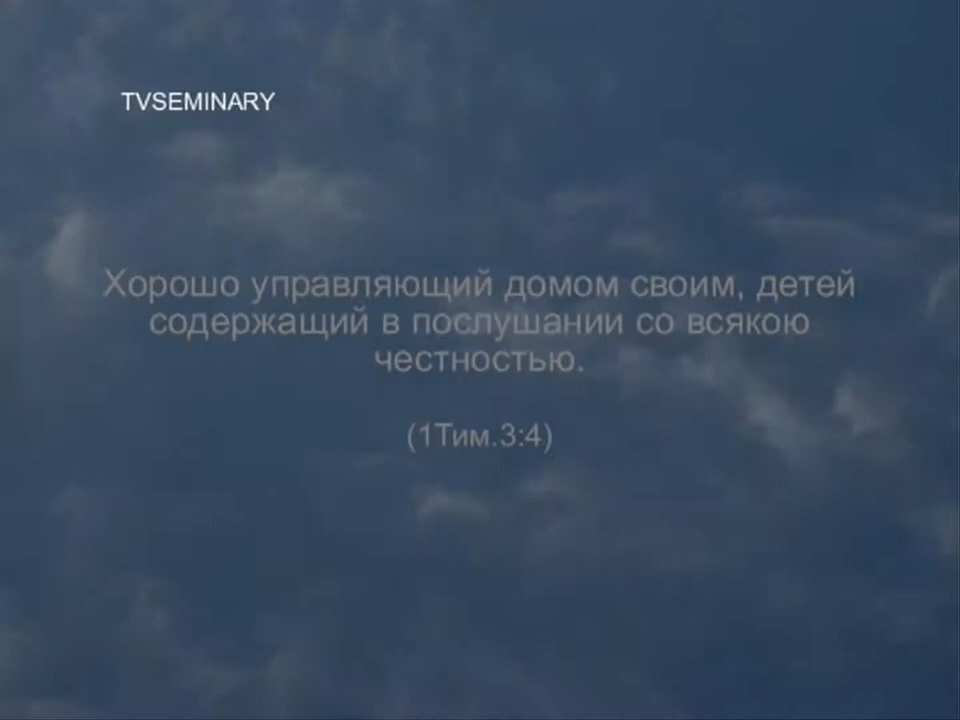 TVSEMINARY
Хорошо управляющий домом своим, детей
содержащий в послушании со всякою
честностью.
(1Тим.3:4)